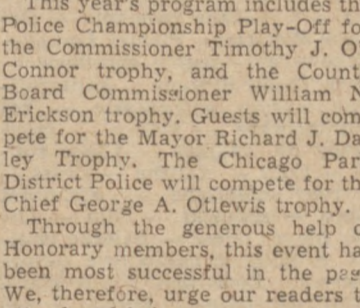 This year's program includes th
Police Championship Play-Off fo
the Commissioner Timothy J. O
Connor trophy, and the Count
Board Commissioner William N
Erickson trophy. Guests will com
pete for the Mayor Richard J. Da
ley Trophy. The Chicago Par
District Police will compete for th
Chief George A. Otlewis trophy.
Through the generous help o
Honorary members, this event ha
been most successful in the pas
We, therefore, urge our readers t